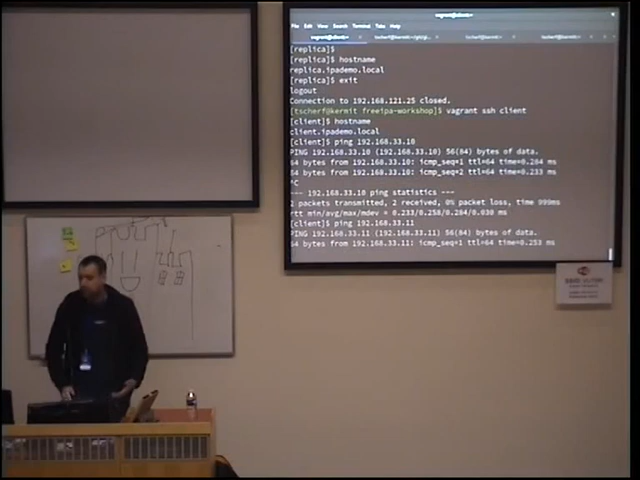 File Edit View Search Terminal Tabs Help
[replica]$
[replica]$ hostname
replica.ipademo.local
[replica]$ exit
logout
Connection to 192.168.121.25 closed.
[tscherf@kermit freeipa-workshop]$ vagrant ssh client
[client]$ hostname
client.ipademo.local
[client]$ ping 192.168.33.10
PING 192.168.33.10 (192.168.33.10) 56(84) bytes of data.
64 bytes from 192.168.33.10: icmp_seq=1 ttl=64 time=0.284 ms
64 bytes from 192.168.33.10: icmp_seq=2 ttl=64 time=0.233 ms
^C
--- 192.168.33.10 ping statistics ---
2 packets transmitted, 2 received, 0% packet loss, time 999ms
rtt min/avg/max/mdev = 0.233/0.258/0.284/0.030 ms
[client]$ ping 192.168.33.11
PING 192.168.33.11 (192.168.33.11) 56(84) bytes of data.
64 bytes from 192.168.33.11: icmp_seq=1 ttl=64 time=0.253 ms